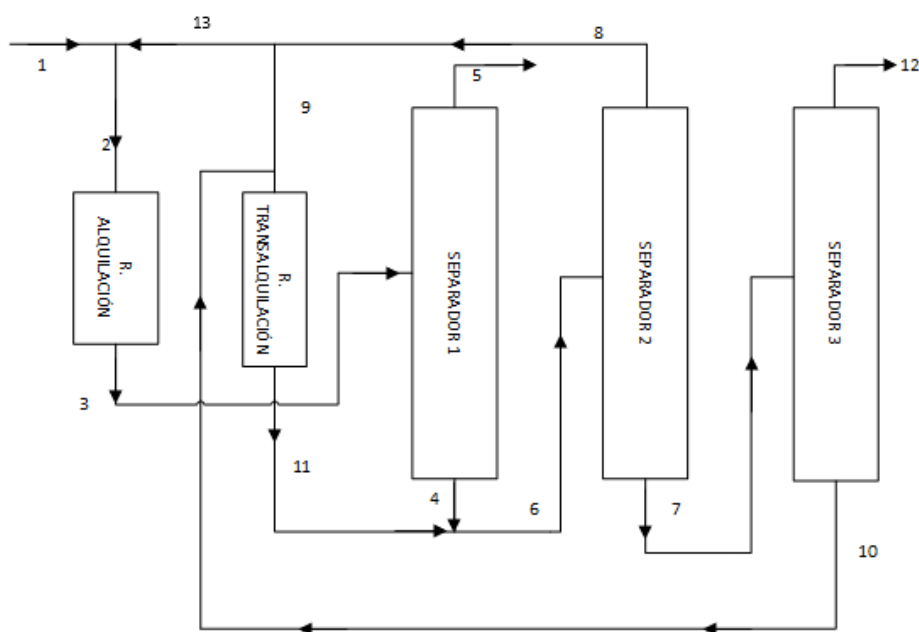 13
8
1
5
12
9
2
R.
ALQUILACIÓN
R.
TRANSALQUILACIÓN
SEPARADOR 1
SEPARADOR 2
SEPARADOR 3
3
11
4
6
7
10